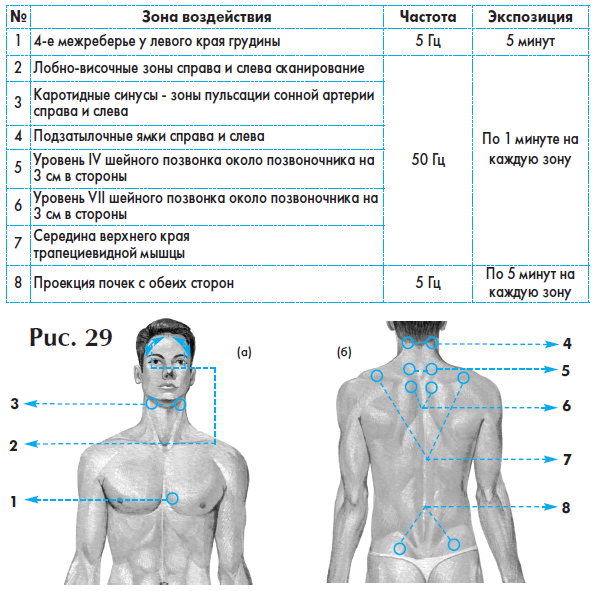 № Зона воздействия Частота Экспозиция
1 4-е межреберье у левого края грудины 5 Гц 5 минут
2 Лобно-височные зоны справа и слева сканирование
3 Каротидные синусы - зоны пульсации сонной артерии
справа и слева
4 Подзатылочные ямки справа и слева
5 Уровень IV шейного позвонка около позвоночника на
3 см в стороны
6 Уровень VII шейного позвонка около позвоночника на
3 см в стороны
7 Середина верхнего края
трапециевидной мышцы
50 Гц
По 1 минуте на
каждую зону
8 Проекция почек с обеих сторон 5 Гц По 5 минут на
каждую зону
Рис. 29
(а)
3
2
1
(б)
4
5
6
7
8